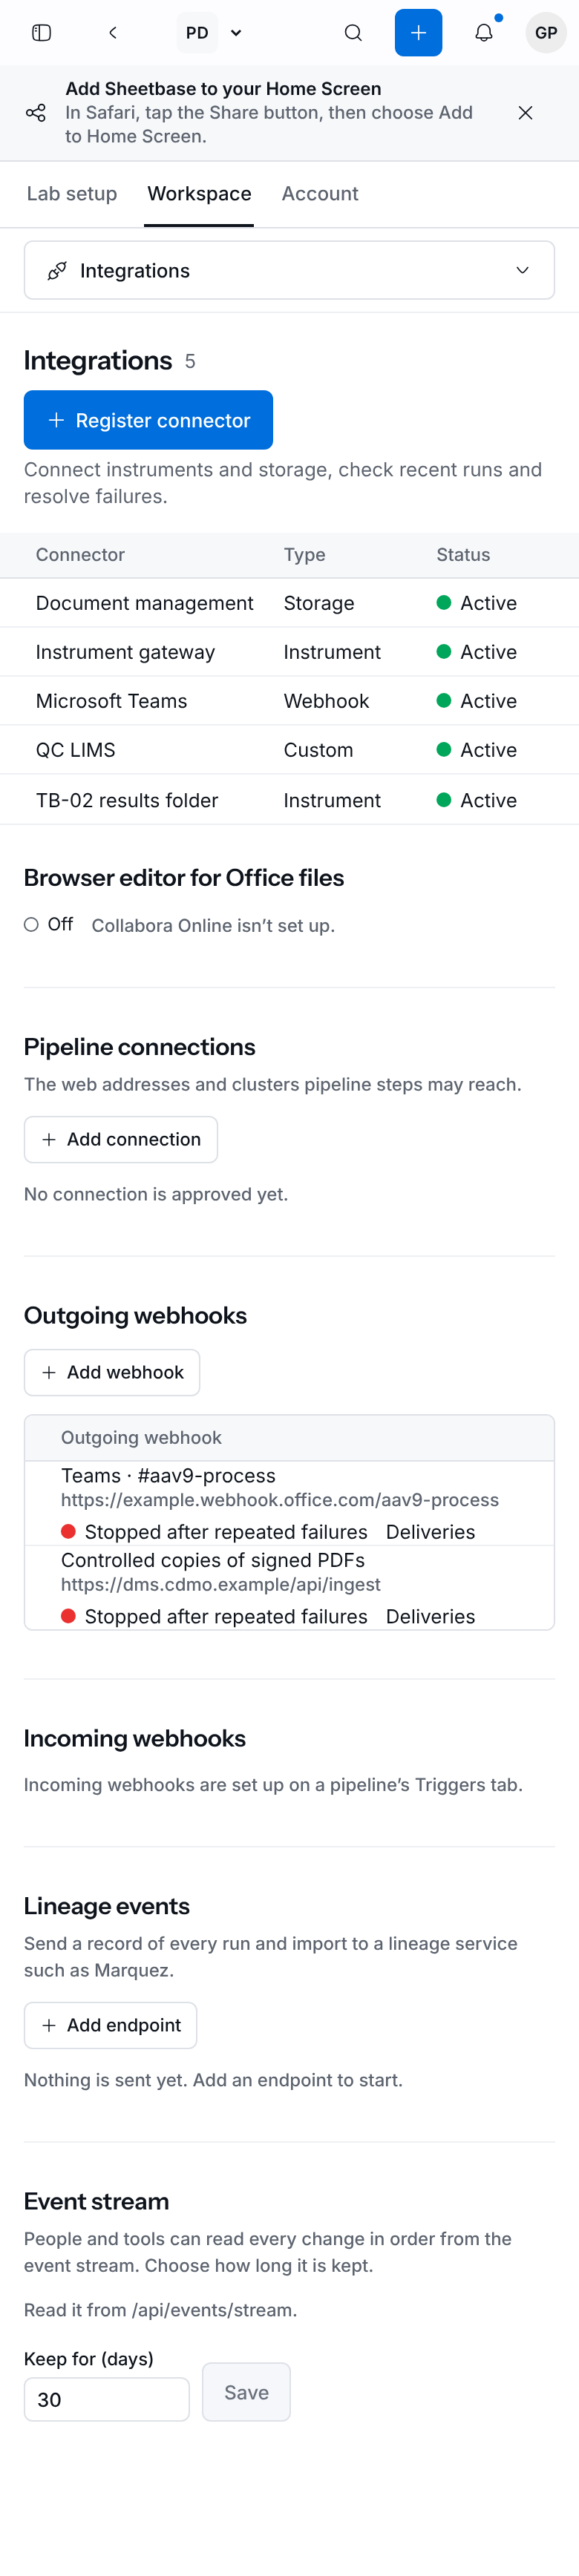 PD
GP
Add Sheetbase to your Home Screen
In Safari, tap the Share button, then choose Add
to Home Screen.
Lab setup Workspace Account
Integrations
Integrations 5
Register connector
Connect instruments and storage, check recent runs and
resolve failures.
Connector Type Status
Document management Storage Active
Instrument gateway Instrument Active
Microsoft Teams Webhook Active
QC LIMS Custom Active
TB-02 results folder Instrument Active
Browser editor for Office files
Off Collabora Online isn’t set up.
Pipeline connections
The web addresses and clusters pipeline steps may reach.
Add connection
No connection is approved yet.
Outgoing webhooks
Add webhook
Outgoing webhook
Teams · #aav9-process
https://example.webhook.office.com/aav9-process
Stopped after repeated failures Deliveries
Controlled copies of signed PDFs
https://dms.cdmo.example/api/ingest
Stopped after repeated failures Deliveries
Incoming webhooks
Incoming webhooks are set up on a pipeline’s Triggers tab.
Lineage events
Send a record of every run and import to a lineage service
such as Marquez.
Add endpoint
Nothing is sent yet. Add an endpoint to start.
Event stream
People and tools can read every change in order from the
event stream. Choose how long it is kept.
Read it from /api/events/stream.
Keep for (days)
30
Save